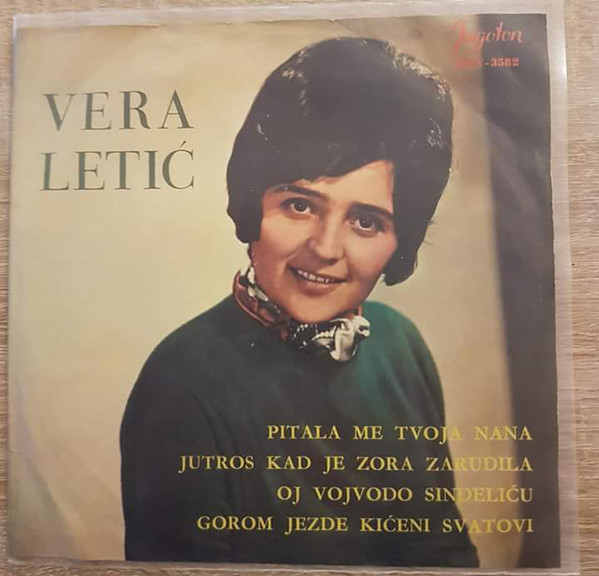 VERA
LETIĆ
Jugoton
-3582
PITALA ME TVOJA NANA
JUTROS KAD JE ZORA ZARUDILA
OJ VOJVODO SINĐELIĆU
GOROM JEZDE KIĆENI SVATOVI